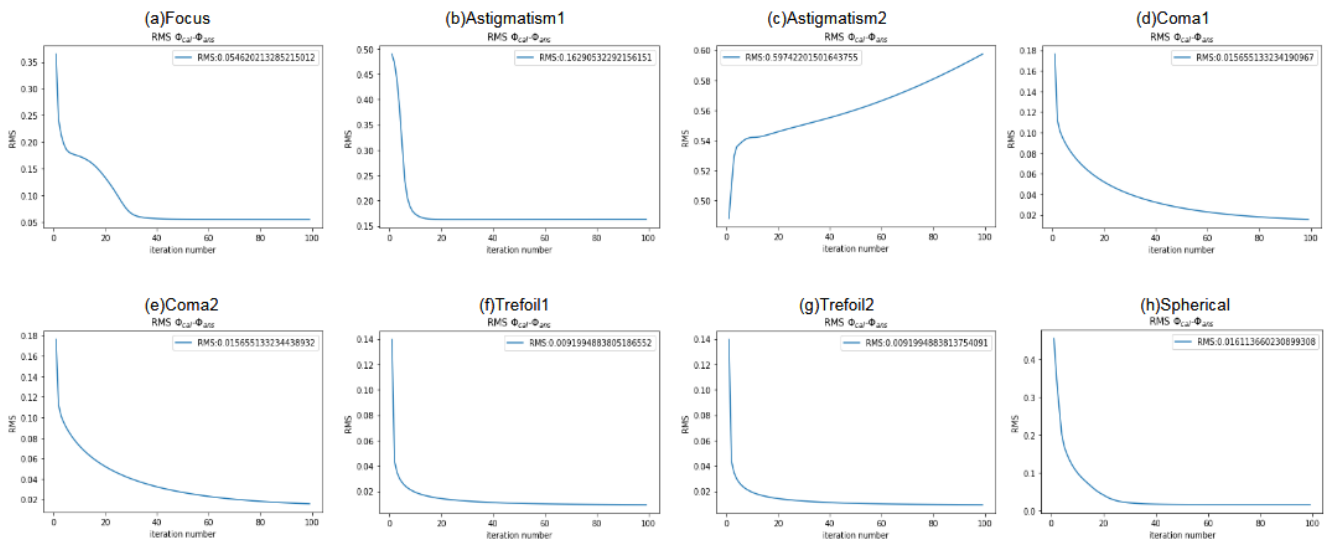 (a)Focus
RMS Φcal-Φans
RMS:0.054620213285215012
RMS
0.35
0.30
0.25
0.20
0.15
0.10
0.05
0 20 40 60 80 100
iteration number
(b)Astigmatism1
RMS Φcal-Φans
RMS:0.16290532292156151
RMS
0.50
0.45
0.40
0.35
0.30
0.25
0.20
0.15
0 20 40 60 80 100
iteration number
(c)Astigmatism2
RMS Φcal-Φans
RMS:0.59742201501643755
RMS
0.60
0.58
0.56
0.54
0.52
0.50
0 20 40 60 80 100
iteration number
(d)Coma1
RMS Φcal-Φans
RMS:0.015655133234190967
RMS
0.18
0.16
0.14
0.12
0.10
0.08
0.06
0.04
0.02
0 20 40 60 80 100
iteration number
(e)Coma2
RMS Φcal-Φans
RMS:0.015655133234438932
RMS
0.18
0.16
0.14
0.12
0.10
0.08
0.06
0.04
0.02
0 20 40 60 80 100
iteration number
(f)Trefoil1
RMS Φcal-Φans
RMS:0.0091994883805186552
RMS
0.14
0.12
0.10
0.08
0.06
0.04
0.02
0 20 40 60 80 100
iteration number
(g)Trefoil2
RMS Φcal-Φans
RMS:0.0091994883813754091
RMS
0.14
0.12
0.10
0.08
0.06
0.04
0.02
0 20 40 60 80 100
iteration number
(h)Spherical
RMS Φcal-Φans
RMS:0.016113660230899308
RMS
0.4
0.3
0.2
0.1
0.0
0 20 40 60 80 100
iteration number